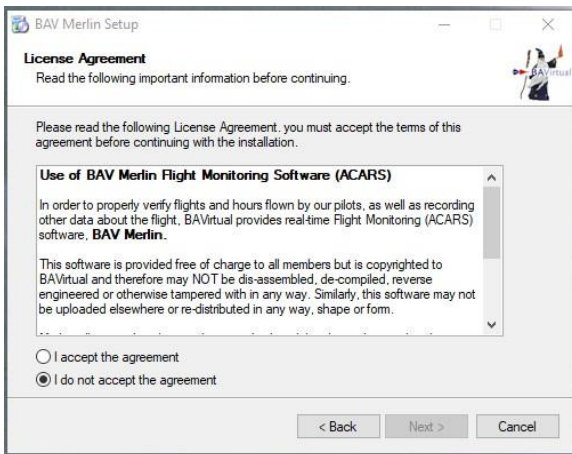 BAV Merlin Setup
License Agreement
Read the following important information before continuing.
BAVirtual
Please read the following License Agreement. you must accept the terms of this
agreement before continuing with the installation.
Use of BAV Merlin Flight Monitoring Software (ACARS)
In order to properly verify flights and hours flown by our pilots, as well as recording
other data about the flight, BAVirtual provides real-time Flight Monitoring (ACARS)
software, BAV Merlin.
This software is provided free of charge to all members but is copyrighted to
BAVirtual and therefore may NOT be dis-assembled, de-compiled, reverse
engineered or otherwise tampered with in any way. Similarly, this software may not
be uploaded elsewhere or re-distributed in any way, shape or form.
I accept the agreement
I do not accept the agreement
< Back
Next >
Cancel